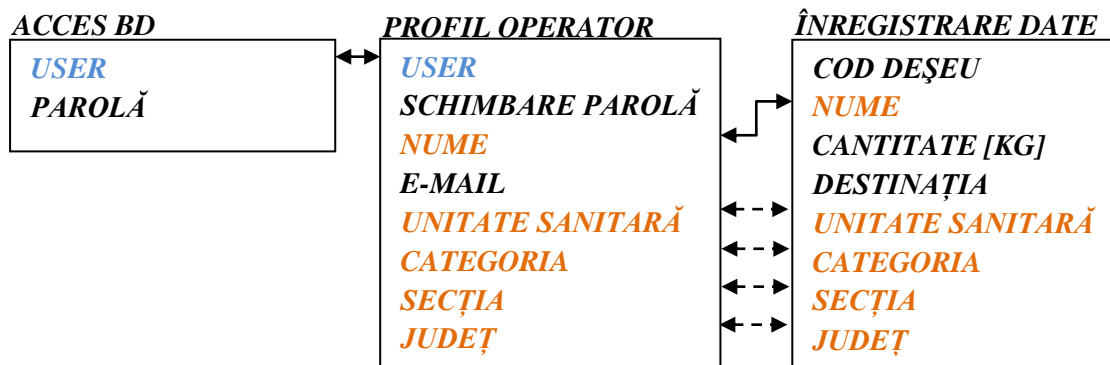 ACCES BD
USER
PAROLĂ
PROFIL OPERATOR
USER
SCHIMBARE PAROLĂ
NUME
E-MAIL
UNITATE SANITARĂ
CATEGORIA
SECȚIA
JUDEȚ
ÎNREGISTRARE DATE
COD DEŞEU
NUME
CANTITATE [KG]
DESTINAȚIA
UNITATE SANITARĂ
CATEGORIA
SECȚIA
JUDEȚ